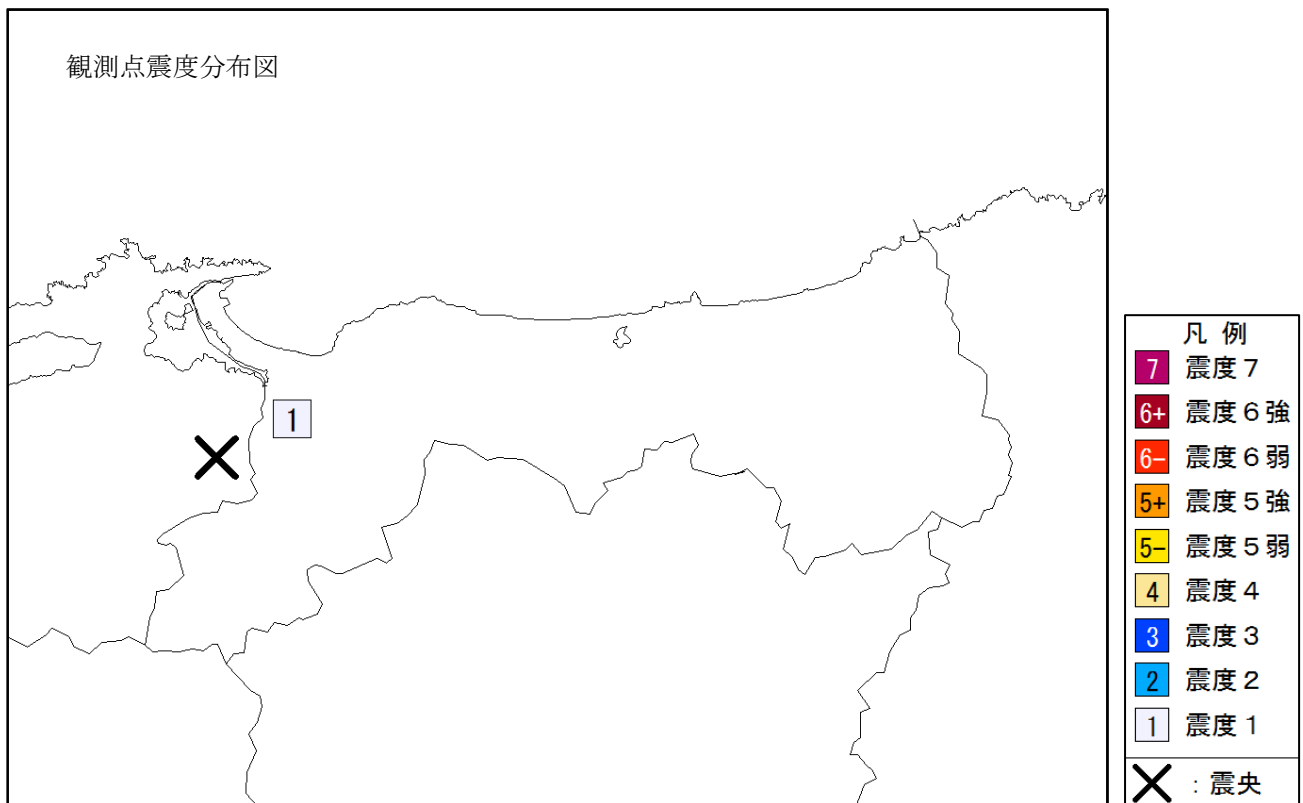 観測点震度分布図
1
凡 例
7 震度７
6+ 震度６強
6− 震度６弱
5+ 震度５強
5− 震度５弱
4 震度４
3 震度３
2 震度２
1 震度１
：震央